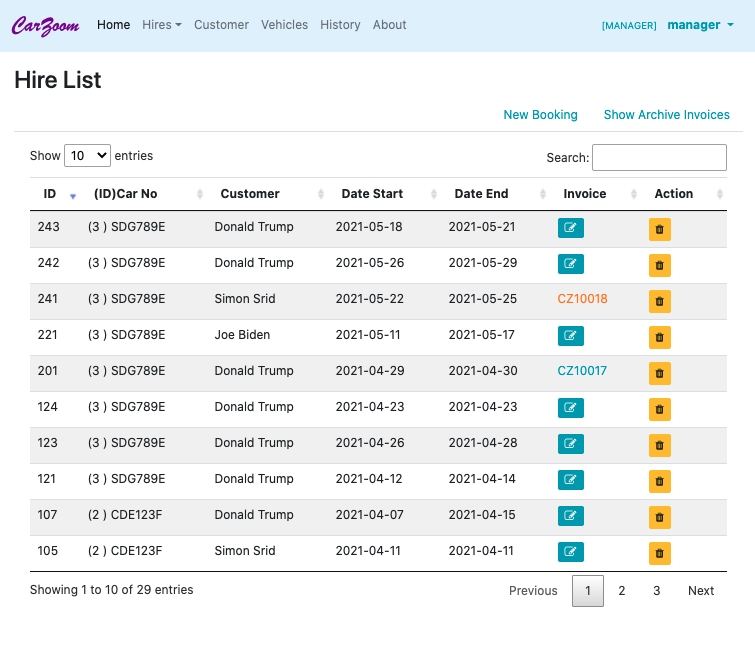 CarZoom Home Hires Customer Vehicles History About [MANAGER] manager
Hire List
New Booking Show Archive Invoices
Show 10 entries Search:
ID (ID)Car No Customer Date Start Date End Invoice Action
243 (3 ) SDG789E Donald Trump 2021-05-18 2021-05-21
242 (3 ) SDG789E Donald Trump 2021-05-26 2021-05-29
241 (3 ) SDG789E Simon Srid 2021-05-22 2021-05-25 CZ10018
221 (3 ) SDG789E Joe Biden 2021-05-11 2021-05-17
201 (3 ) SDG789E Donald Trump 2021-04-29 2021-04-30 CZ10017
124 (3 ) SDG789E Donald Trump 2021-04-23 2021-04-23
123 (3 ) SDG789E Donald Trump 2021-04-26 2021-04-28
121 (3 ) SDG789E Donald Trump 2021-04-12 2021-04-14
107 (2 ) CDE123F Donald Trump 2021-04-07 2021-04-15
105 (2 ) CDE123F Simon Srid 2021-04-11 2021-04-11
Showing 1 to 10 of 29 entries Previous 1 2 3 Next